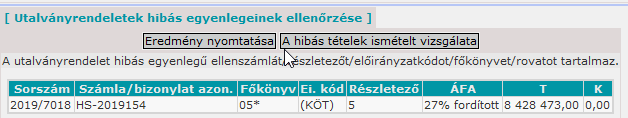 [ Utalványrendeletek hibás egyenlegeinek ellenőrzése ]
Eredmény nyomtatása A hibás tételek ismételt vizsgálata
A utalványrendelet hibás egyenlegű ellenszámlát/részletezőt/előirányzatkódot/főkönyvet/rovatot tartalmaz.
Sorszám Számla/bizonylat azon. Főkönyv Ei. kód Részletező ÁFA T K
2019/7018 HS-2019154 05* (KÖT) 5 27% fordított 8 428 473,00 0,00